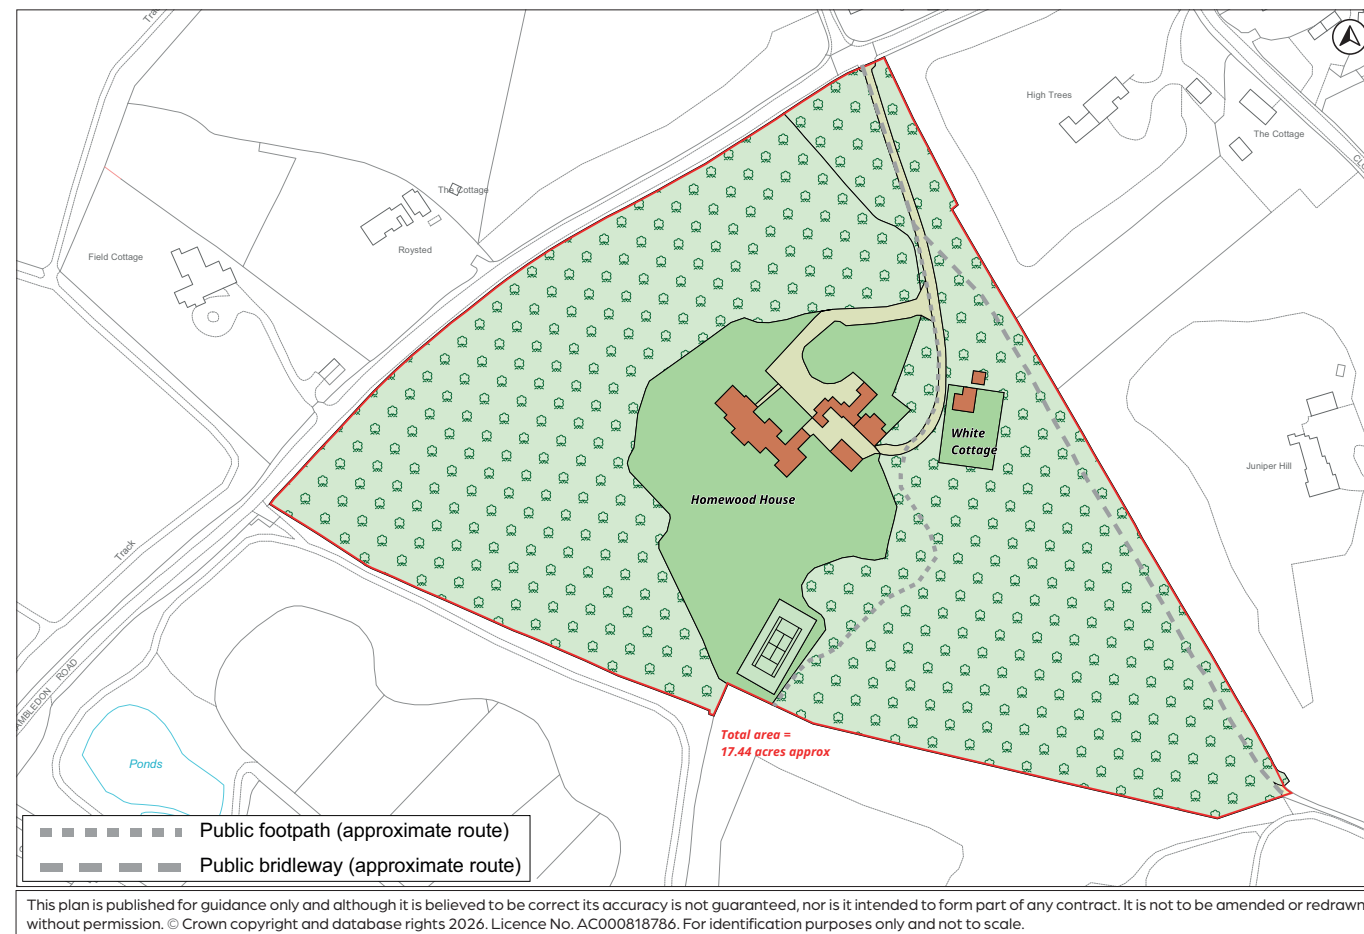 High Trees
The Cottage
The Cottage
Roysted
Field Cottage
White
Cottage
Juniper Hill
Homewood House
Track
AMBLEDON ROAD
Total area =
17.44 acres approx
Ponds
Public footpath (approximate route)
Public bridleway (approximate route)
This plan is published for guidance only and although it is believed to be correct its accuracy is not guaranteed, nor is it intended to form part of any contract. It is not to be amended or redrawn
without permission. © Crown copyright and database rights 2026. Licence No. AC000818786. For identification purposes only and not to scale.